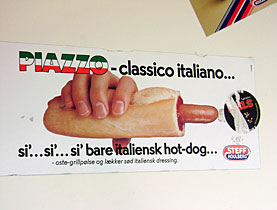 PIAZZO - classico italiano...
si'...si'...si' bare italiensk hot-dog...
- oste-grillpølse og lækker sød italiensk dressing.
STEFF
HOULBERG